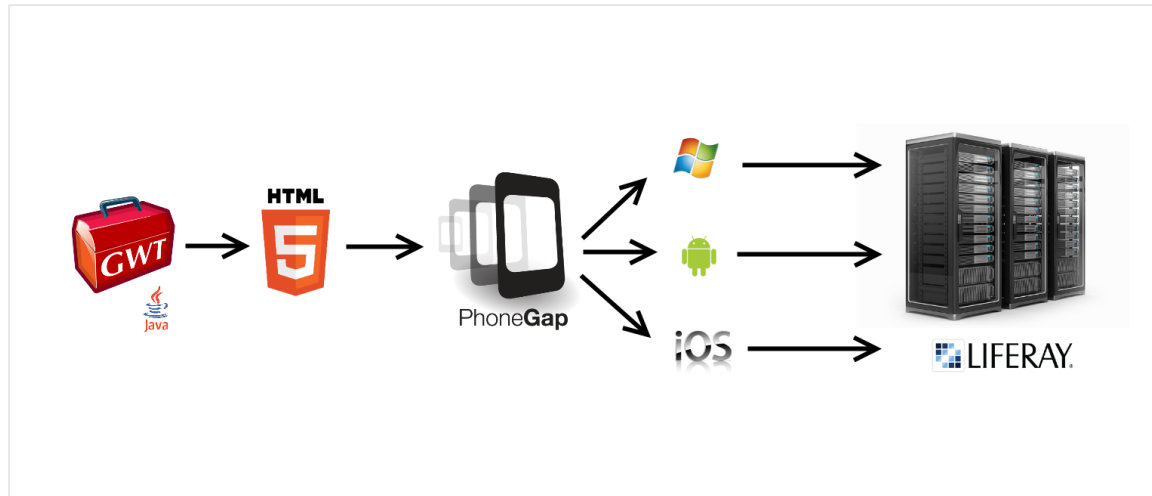 GWT
Java
HTML
5
PhoneGap
iOS
LIFERAY.